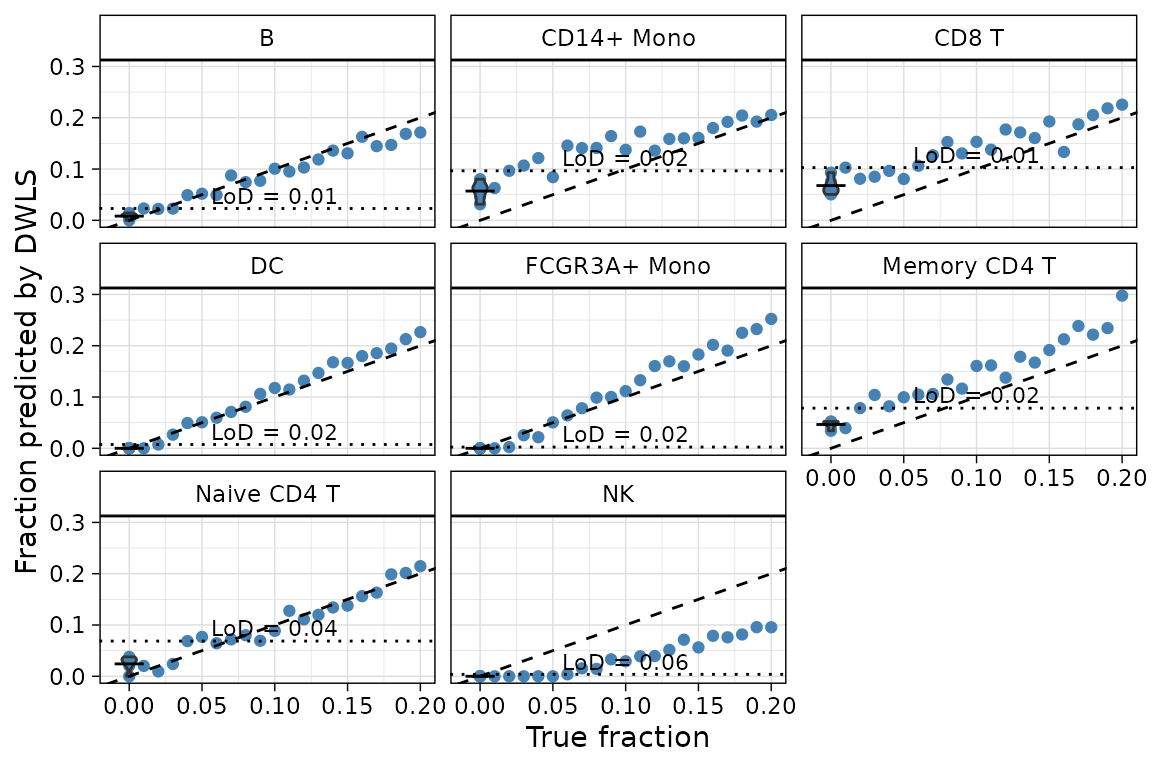 B
CD14+ Mono
CD8 T
0.3
0.2
0.1
0.0
LoD = 0.01
LoD = 0.02
LoD = 0.01
DC
FCGR3A+ Mono
Memory CD4 T
0.3
0.2
0.1
0.0
LoD = 0.02
LoD = 0.02
LoD = 0.02
0.00 0.05 0.10 0.15 0.20
Naive CD4 T
NK
0.3
0.2
0.1
0.0
LoD = 0.04
LoD = 0.06
0.00 0.05 0.10 0.15 0.20
0.00 0.05 0.10 0.15 0.20
True fraction
Fraction predicted by DWLS